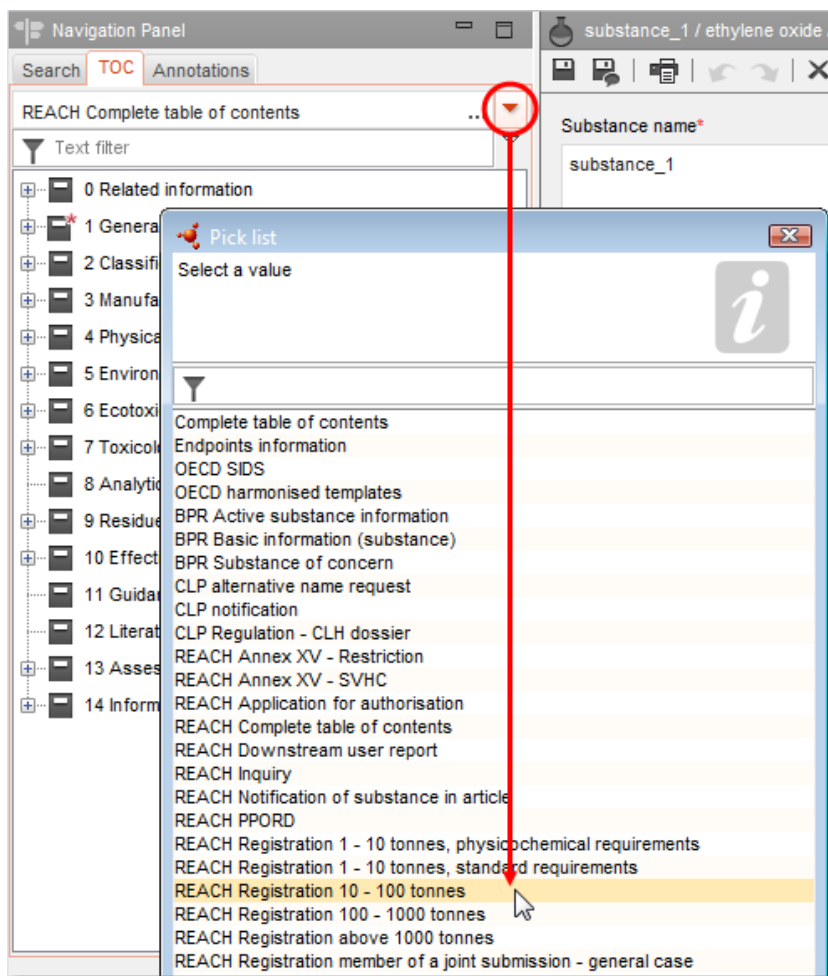 Navigation Panel
substance_1 / ethylene oxide
Search TOC Annotations
REACH Complete table of contents ...
Substance name*
Text filter
substance_1
0 Related information
* 1 Genera
Pick list
2 Classifi
Select a value
3 Manufa
4 Physica
5 Environ
6 Ecotoxi
7 Toxicol
8 Analytic
9 Residue
10 Effect
11 Guidan
12 Literat
13 Asses
14 Inform
Complete table of contents
Endpoints information
OECD SIDS
OECD harmonised templates
BPR Active substance information
BPR Basic information (substance)
BPR Substance of concern
CLP alternative name request
CLP notification
CLP Regulation - CLH dossier
REACH Annex XV - Restriction
REACH Annex XV - SVHC
REACH Application for authorisation
REACH Complete table of contents
REACH Downstream user report
REACH Inquiry
REACH Notification of substance in article
REACH PPORD
REACH Registration 1 - 10 tonnes, physicochemical requirements
REACH Registration 1 - 10 tonnes, standard requirements
REACH Registration 10 - 100 tonnes
REACH Registration 100 - 1000 tonnes
REACH Registration above 1000 tonnes
REACH Registration member of a joint submission - general case